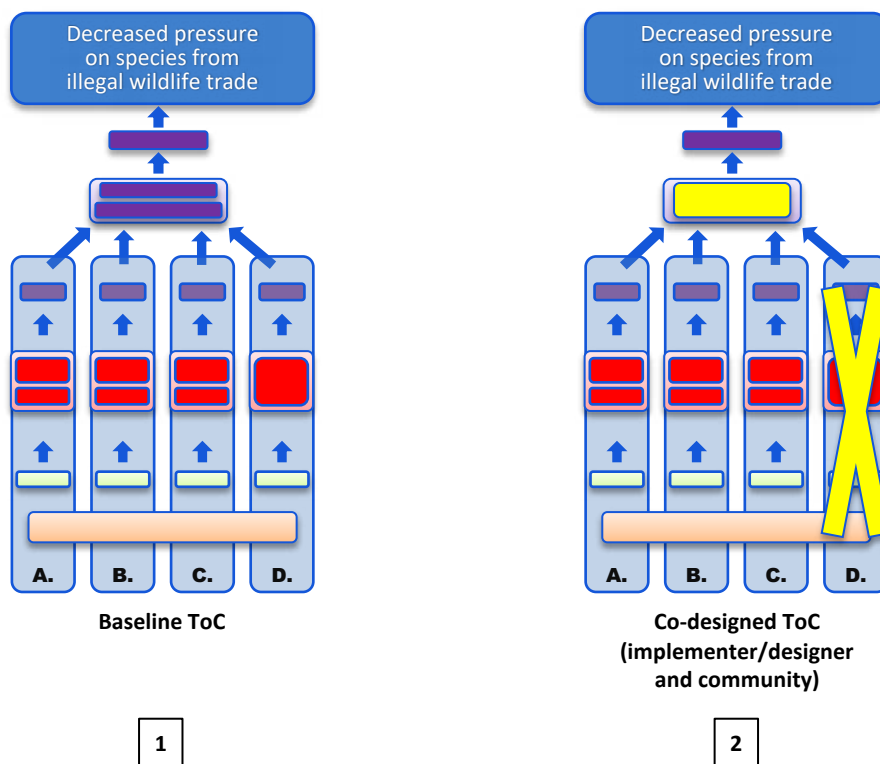 Decreased pressure
on species from
illegal wildlife trade
A. B. C. D.
Baseline ToC
1
Decreased pressure
on species from
illegal wildlife trade
A. B. C. D.
Co-designed ToC
(implementer/designer
and community)
2